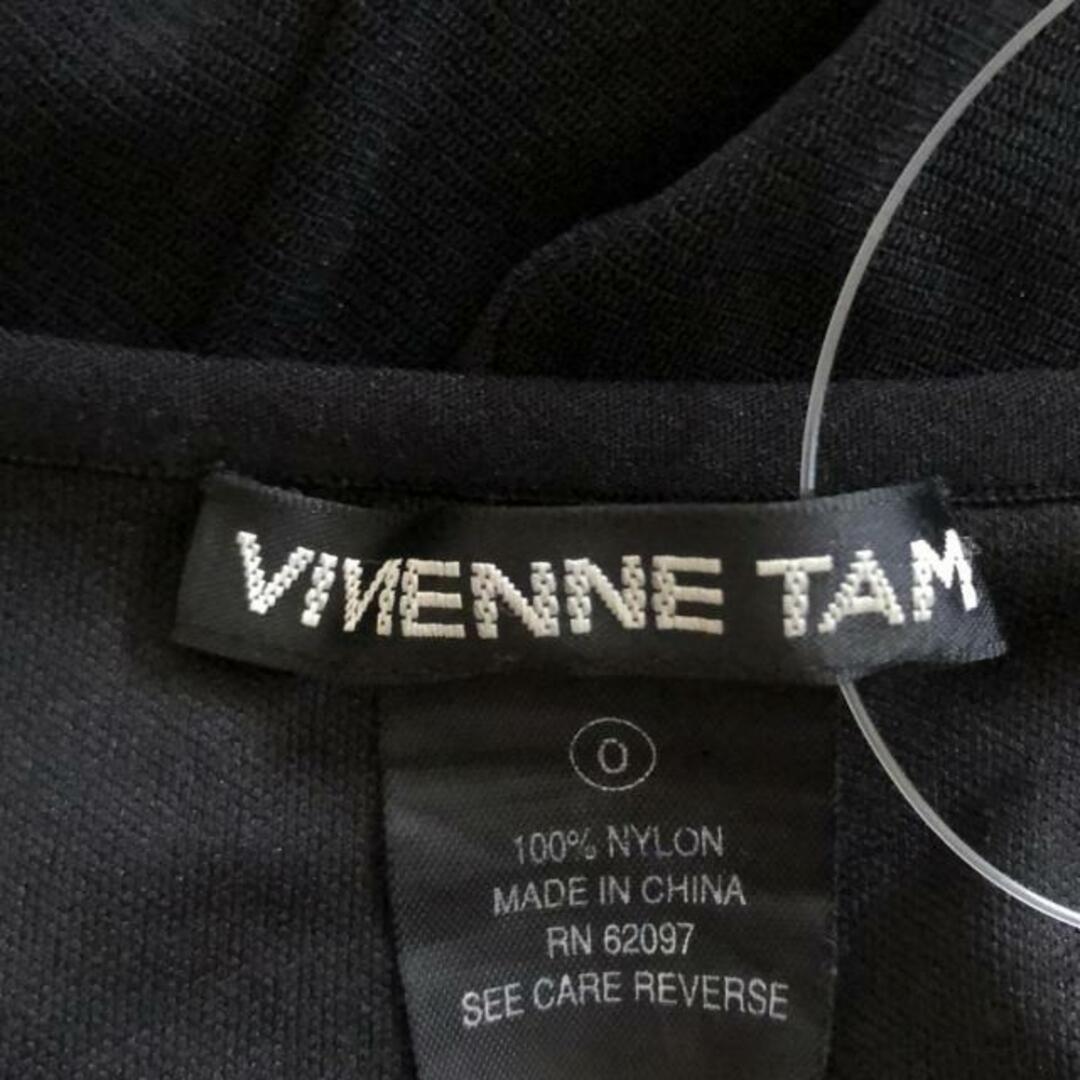 VIVIENNE TAM
0
100% NYLON
MADE IN CHINA
RN 62097
SEE CARE REVERSE